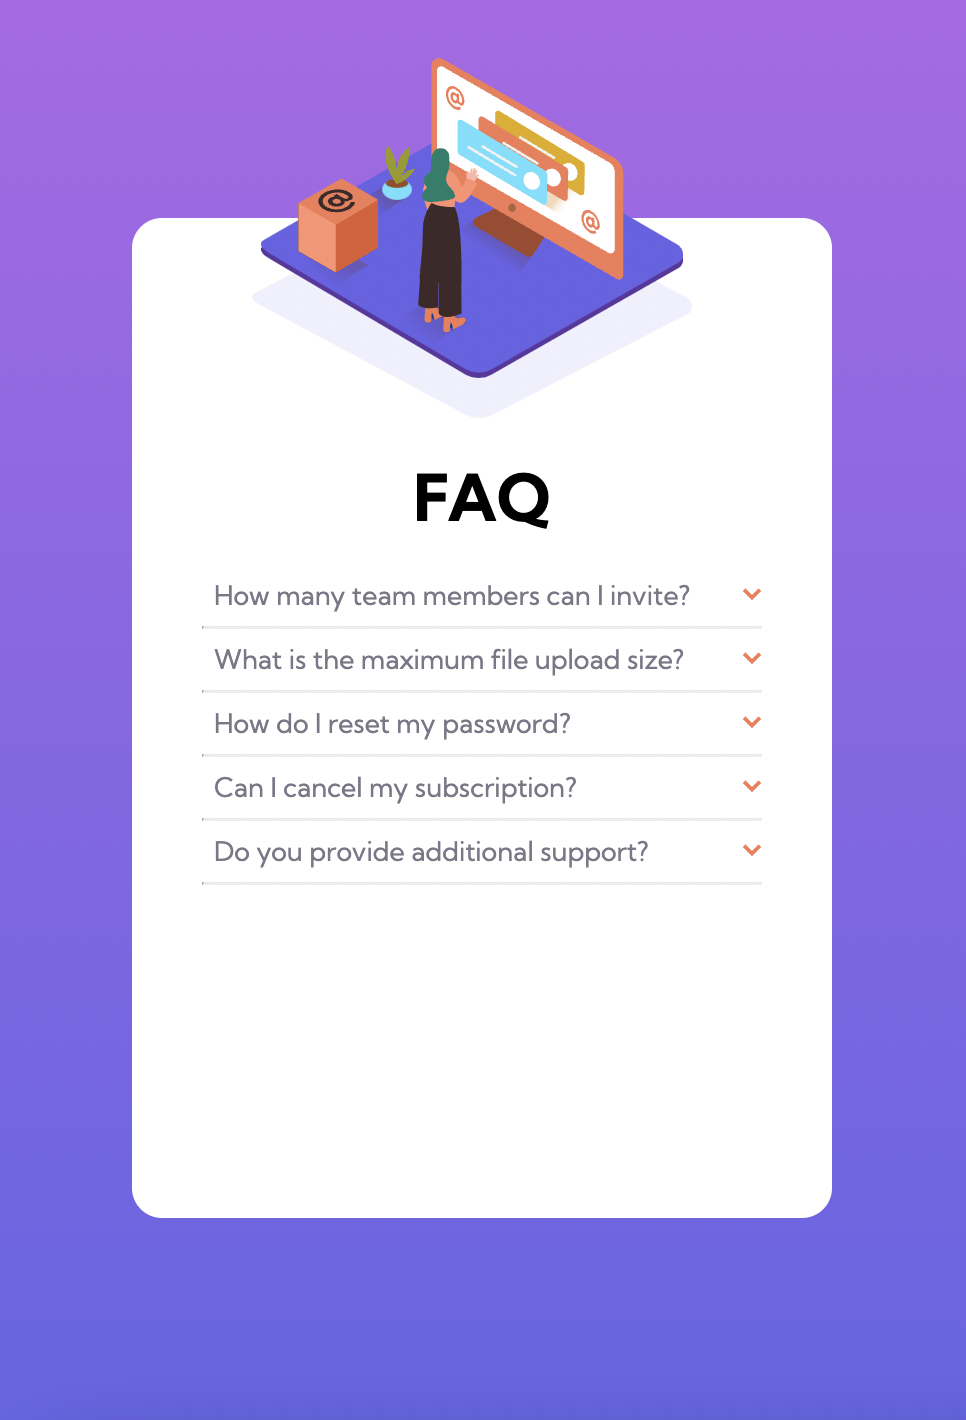 @
@
@
FAQ
How many team members can I invite?
What is the maximum file upload size?
How do I reset my password?
Can I cancel my subscription?
Do you provide additional support?